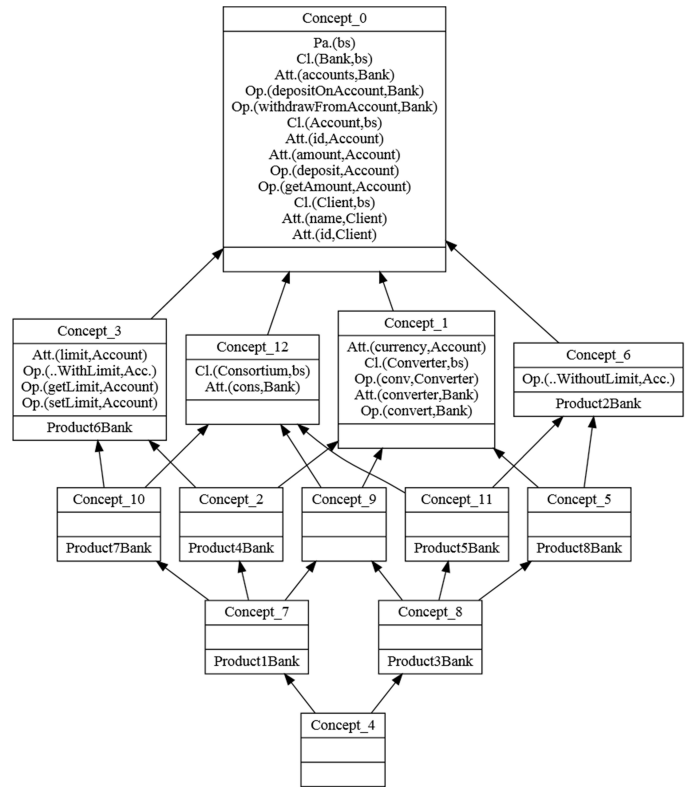 Concept_0
Pa.(bs)
Cl.(Bank,bs)
Att.(accounts,Bank)
Op.(depositOnAccount,Bank)
Op.(withdrawFromAccount,Bank)
Cl.(Account,bs)
Att.(id,Account)
Att.(amount,Account)
Op.(deposit,Account)
Op.(getAmount,Account)
Cl.(Client,bs)
Att.(name,Client)
Att.(id,Client)
Concept_3
Att.(limit,Account)
Op.(..WithLimit,Acc.)
Op.(getLimit,Account)
Op.(setLimit,Account)
Product6Bank
Concept_12
Cl.(Consortium,bs)
Att.(cons,Bank)
Concept_1
Att.(currency,Account)
Cl.(Converter,bs)
Op.(conv,Converter)
Att.(converter,Bank)
Op.(convert,Bank)
Concept_6
Op.(..WithoutLimit,Acc.)
Product2Bank
Concept_10
Product7Bank
Concept_2
Product4Bank
Concept_9
Concept_11
Product5Bank
Concept_5
Product8Bank
Concept_7
Product1Bank
Concept_8
Product3Bank
Concept_4